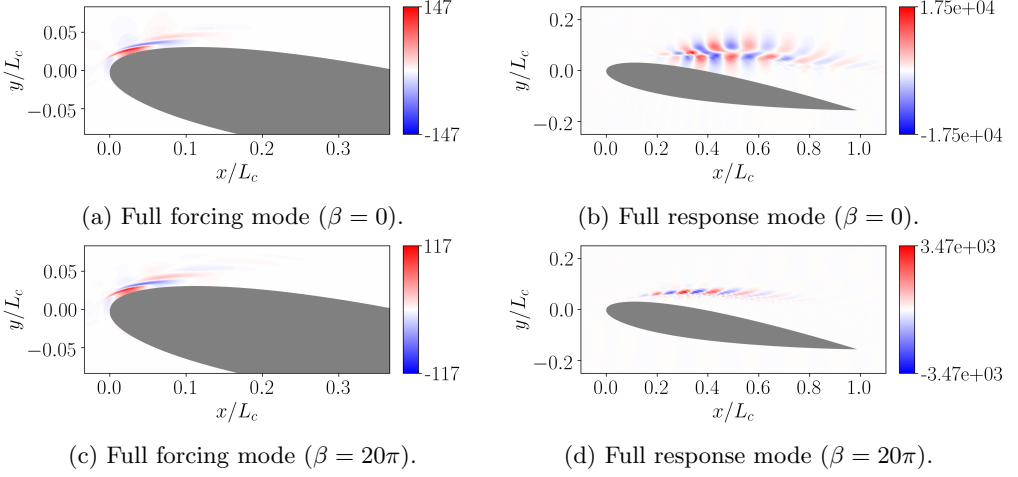 147
0.05
0.00
−0.05
y/L_c
-147
0.0 0.1 0.2 0.3
x/L_c
(a) Full forcing mode (β = 0).
1.75e+04
0.2
0.0
−0.2
y/L_c
-1.75e+04
0.0 0.2 0.4 0.6 0.8 1.0
x/L_c
(b) Full response mode (β = 0).
117
0.05
0.00
−0.05
y/L_c
-117
0.0 0.1 0.2 0.3
x/L_c
(c) Full forcing mode (β = 20π).
3.47e+03
0.2
0.0
−0.2
y/L_c
-3.47e+03
0.0 0.2 0.4 0.6 0.8 1.0
x/L_c
(d) Full response mode (β = 20π).